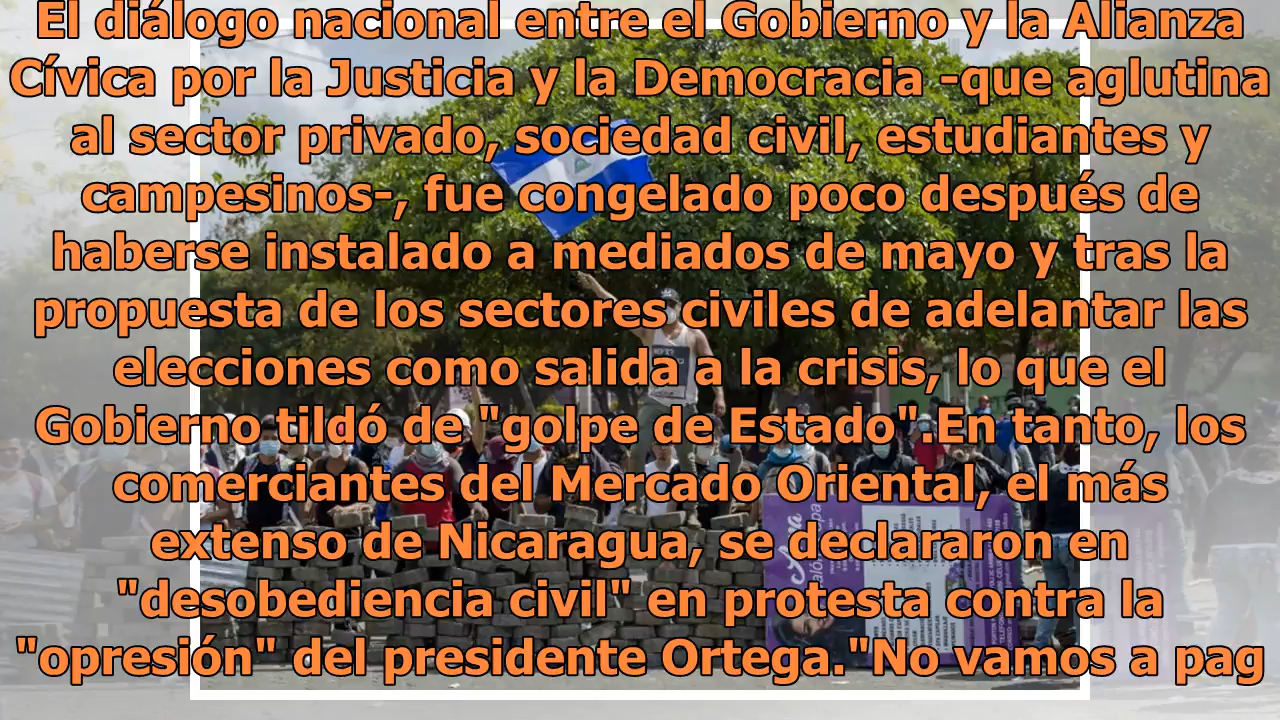 El diálogo nacional entre el Gobierno y la Alianza
Cívica por la Justicia y la Democracia -que aglutina
al sector privado, sociedad civil, estudiantes y
campesinos-, fue congelado poco después de
haberse instalado a mediados de mayo y tras la
propuesta de los sectores civiles de adelantar las
elecciones como salida a la crisis, lo que el
Gobierno tildó de "golpe de Estado".En tanto, los
comerciantes del Mercado Oriental, el más
extenso de Nicaragua, se declararon en
"desobediencia civil" en protesta contra la
"opresión" del presidente Ortega."No vamos a pag